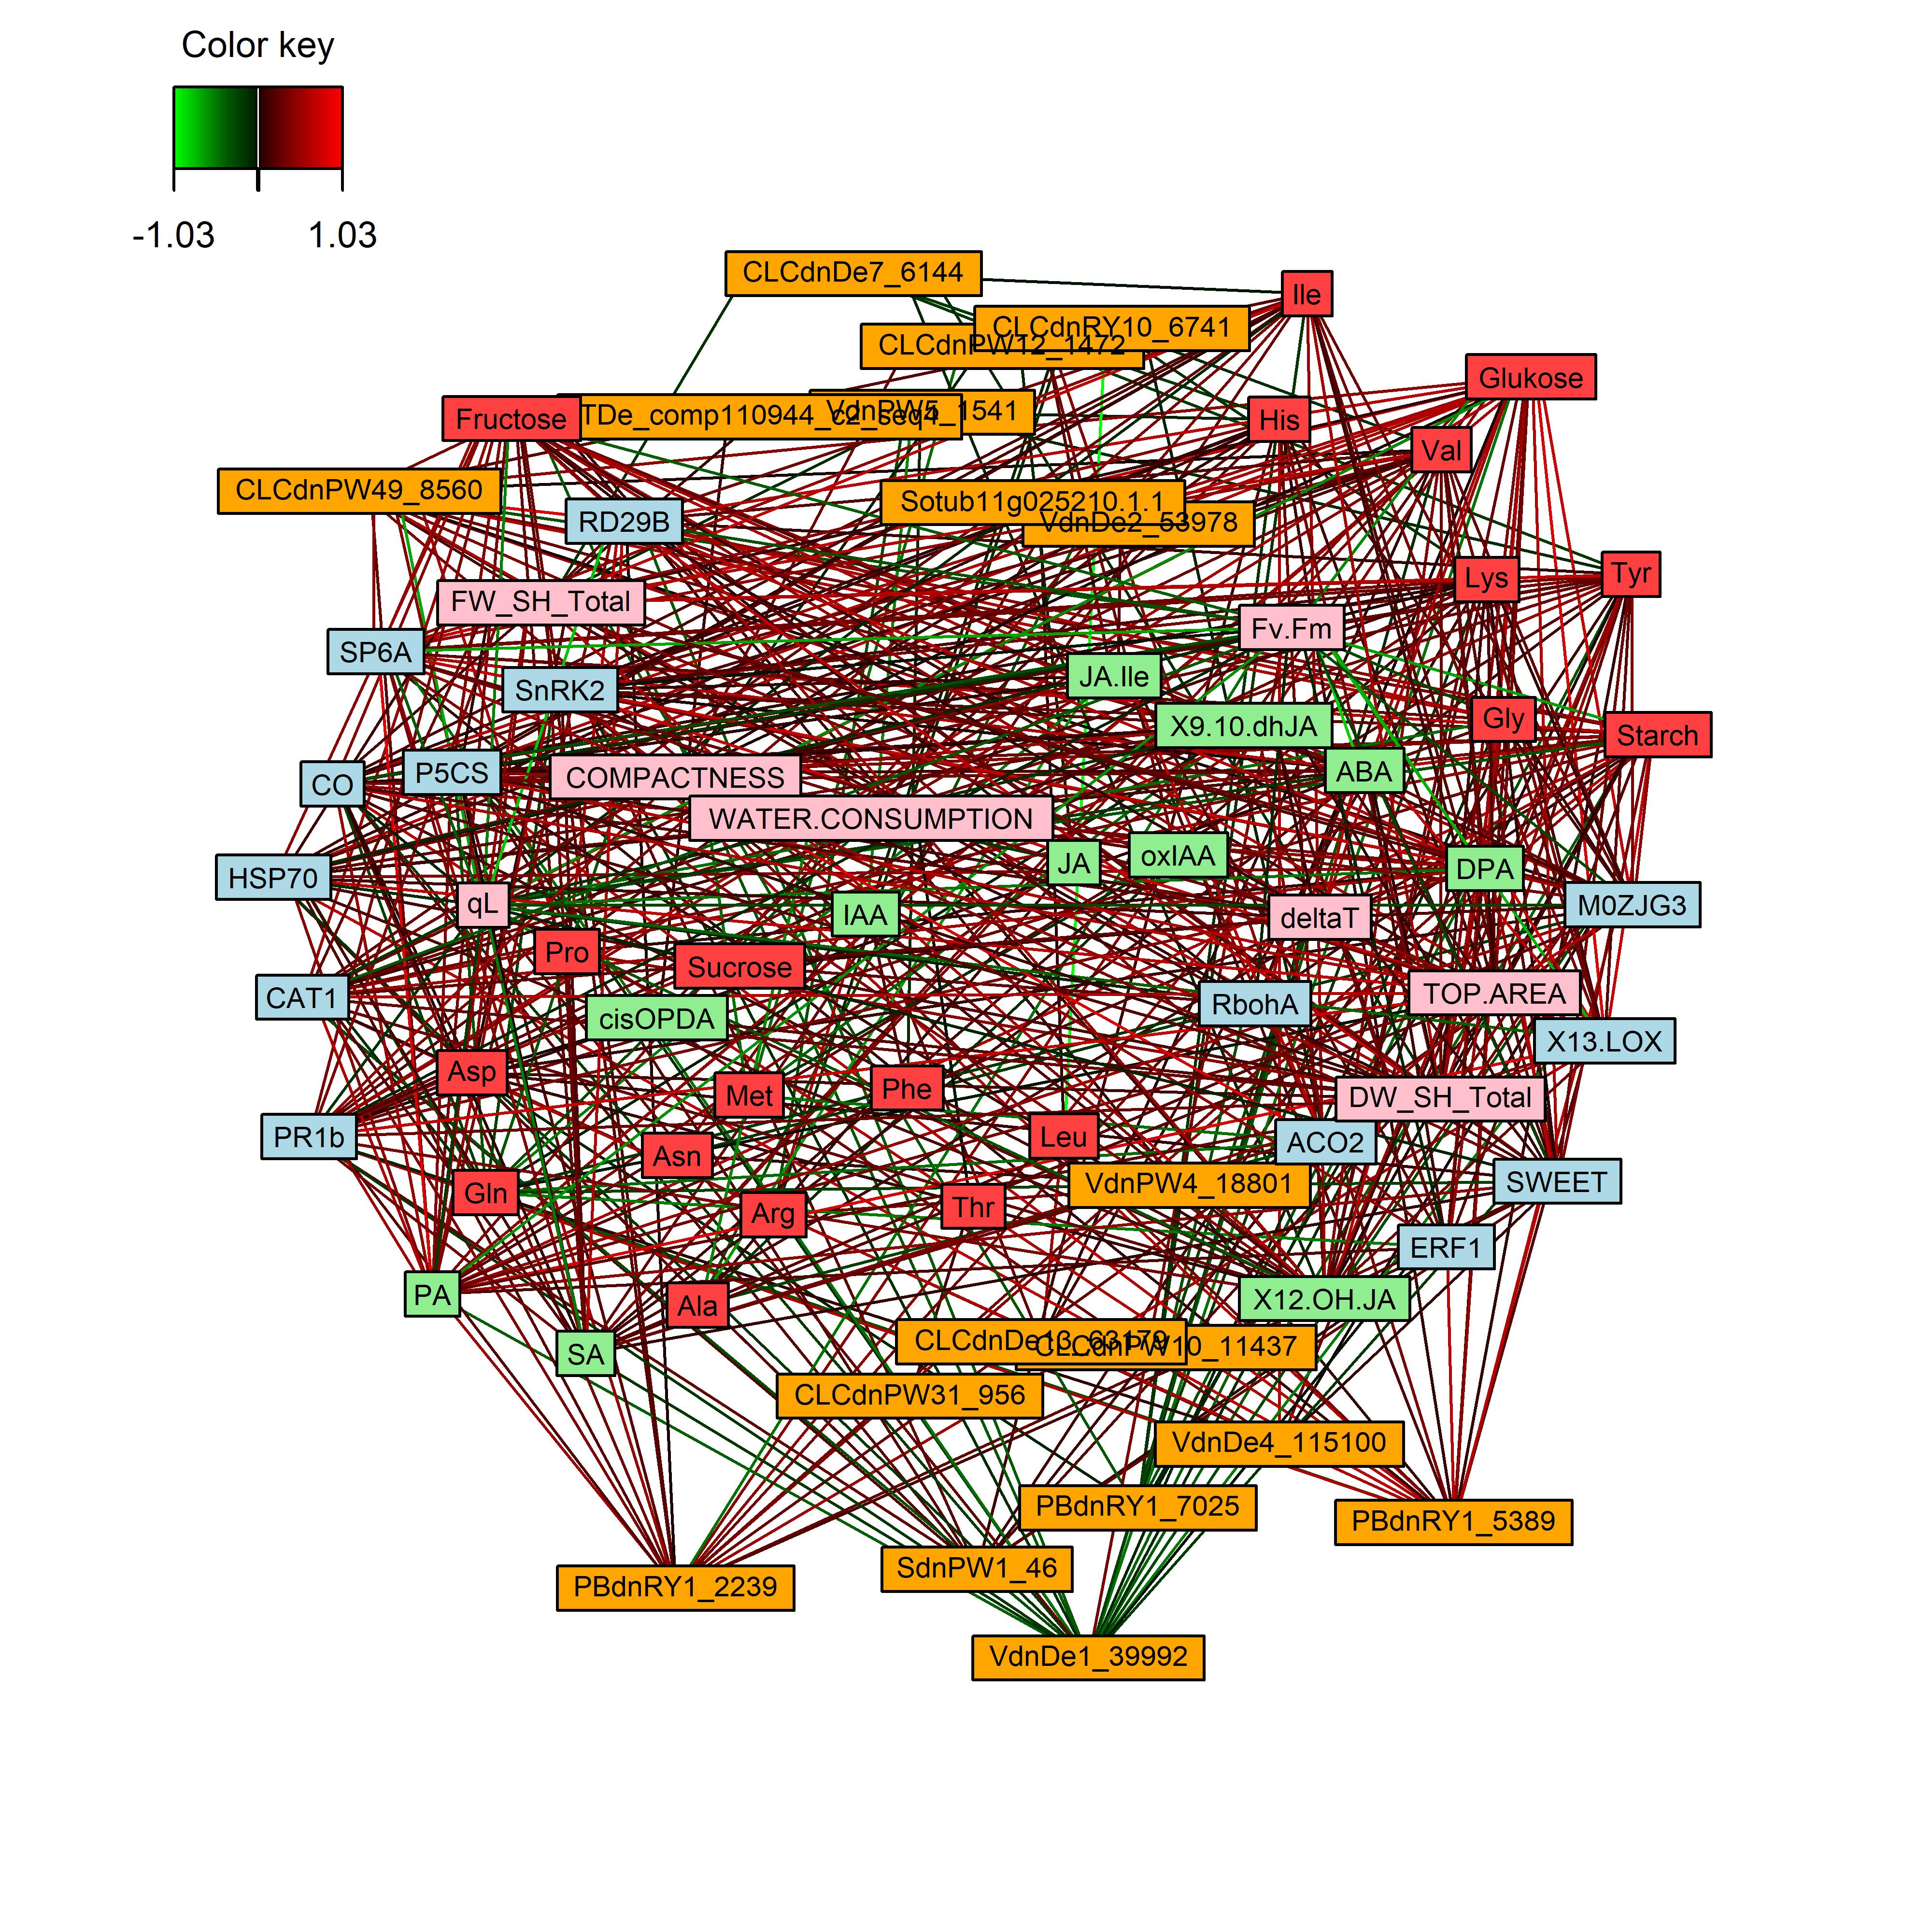 Color key
-1.03 1.03
CLCdnDe7_6144
Ile
CLCdnRY10_6741
CLCdnPW12_1472
Glukose
Fructose
TDe_comp110944_c2_seq4
VdnPW5_1541
His
Val
CLCdnPW49_8560
Sotub11g025210.1.1
RD29B
VdnDe2_53978
Lys
Tyr
FW_SH_Total
Fv.Fm
SP6A
JA.Ile
SnRK2
Gly
X9.10.dhJA
Starch
P5CS
ABA
CO
COMPACTNESS
WATER.CONSUMPTION
oxIAA
JA
DPA
HSP70
qL
IAA
deltaT
M0ZJG3
Pro
Sucrose
CAT1
TOP.AREA
RbohA
cisOPDA
X13.LOX
Asp
Met
Phe
DW_SH_Total
PR1b
Leu
ACO2
Asn
SWEET
VdnPW4_18801
Gln
Arg
Thr
ERF1
PA
X12.OH.JA
Ala
CLCdnDe13_63179
CLCdnPW10_11437
SA
CLCdnPW31_956
VdnDe4_115100
PBdnRY1_7025
PBdnRY1_5389
SdnPW1_46
PBdnRY1_2239
VdnDe1_39992